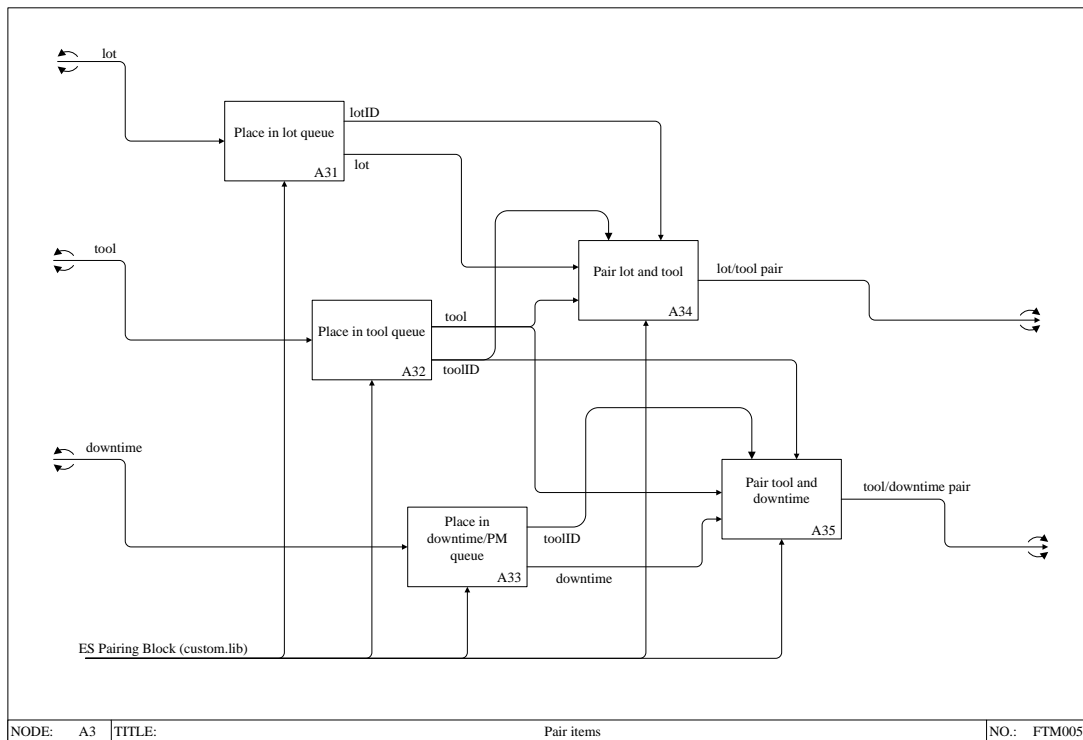 lot
Place in lot queue
A31
lotID
lot
tool
Place in tool queue
A32
tool
toolID
Pair lot and tool
A34
lot/tool pair
downtime
Place in
downtime/PM
queue
A33
toolID
downtime
Pair tool and
downtime
A35
tool/downtime pair
ES Pairing Block (custom.lib)
NODE: A3 TITLE: Pair items NO.: FTM005